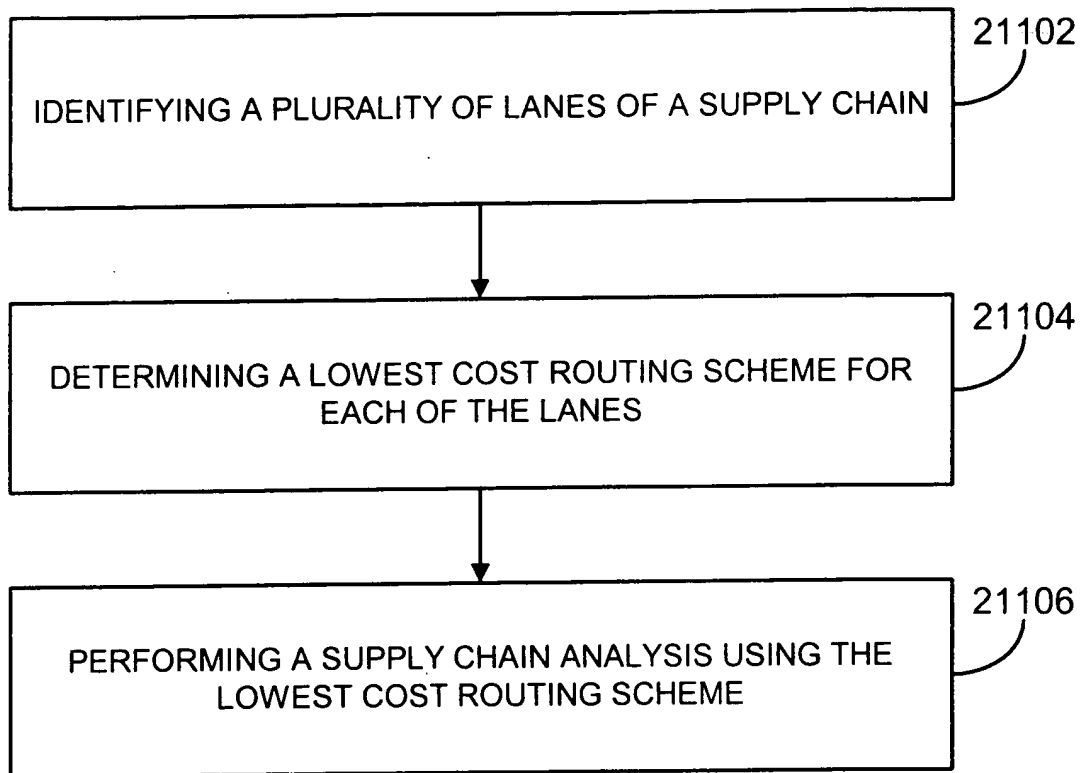 21102
IDENTIFYING A PLURALITY OF LANES OF A SUPPLY CHAIN
21104
DETERMINING A LOWEST COST ROUTING SCHEME FOR
EACH OF THE LANES
21106
PERFORMING A SUPPLY CHAIN ANALYSIS USING THE
LOWEST COST ROUTING SCHEME